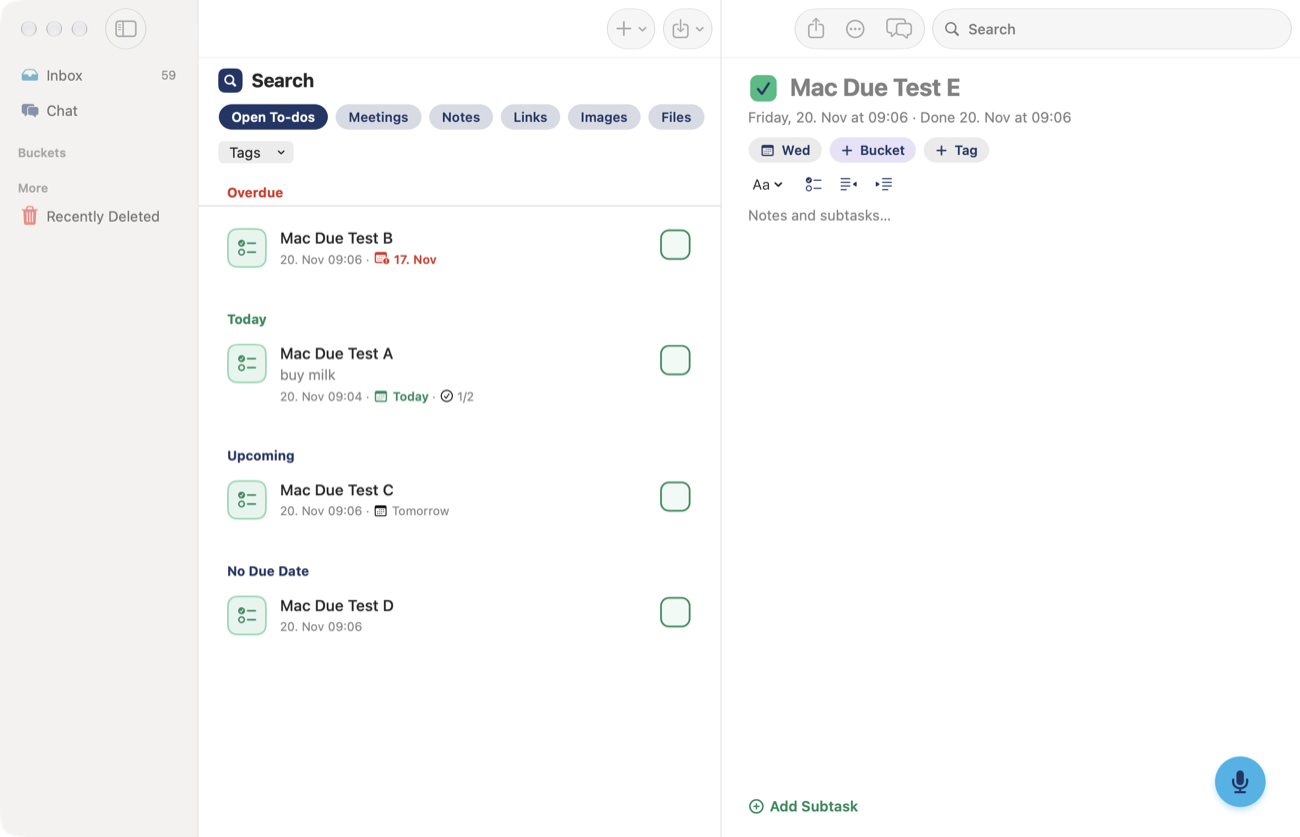 Inbox 59
Chat
Buckets
More
Recently Deleted
Search
Open To-dos Meetings Notes Links Images Files
Tags
Overdue
Mac Due Test B
20. Nov 09:06 · 17. Nov
Today
Mac Due Test A
buy milk
20. Nov 09:04 · Today · 1/2
Upcoming
Mac Due Test C
20. Nov 09:06 · Tomorrow
No Due Date
Mac Due Test D
20. Nov 09:06
Search
Mac Due Test E
Friday, 20. Nov at 09:06 · Done 20. Nov at 09:06
Wed + Bucket + Tag
Aa
Notes and subtasks...
Add Subtask